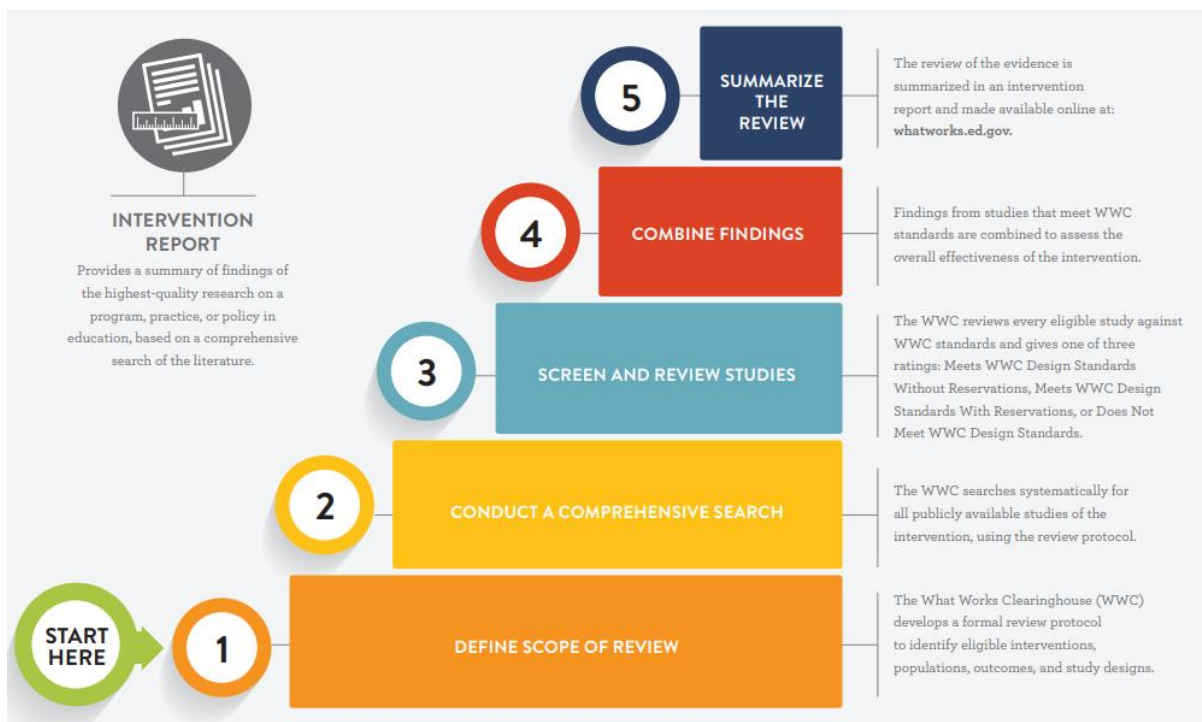 INTERVENTION
REPORT
Provides a summary of findings of
the highest-quality research on a
program, practice, or policy in
education, based on a comprehensive
search of the literature.
5
SUMMARIZE
THE
REVIEW
The review of the evidence is
summarized in an intervention
report and made available online at:
whatworks.ed.gov.
4
COMBINE FINDINGS
Findings from studies that meet WWC
standards are combined to assess the
overall effectiveness of the intervention.
3
SCREEN AND REVIEW STUDIES
The WWC reviews every eligible study against
WWC standards and gives one of three
ratings: Meets WWC Design Standards
Without Reservations, Meets WWC Design
Standards With Reservations, or Does Not
Meet WWC Design Standards.
2
CONDUCT A COMPREHENSIVE SEARCH
The WWC searches systematically for
all publicly available studies of the
intervention, using the review protocol.
START
HERE
1
DEFINE SCOPE OF REVIEW
The What Works Clearinghouse (WWC)
develops a formal review protocol
to identify eligible interventions,
populations, outcomes, and study designs.